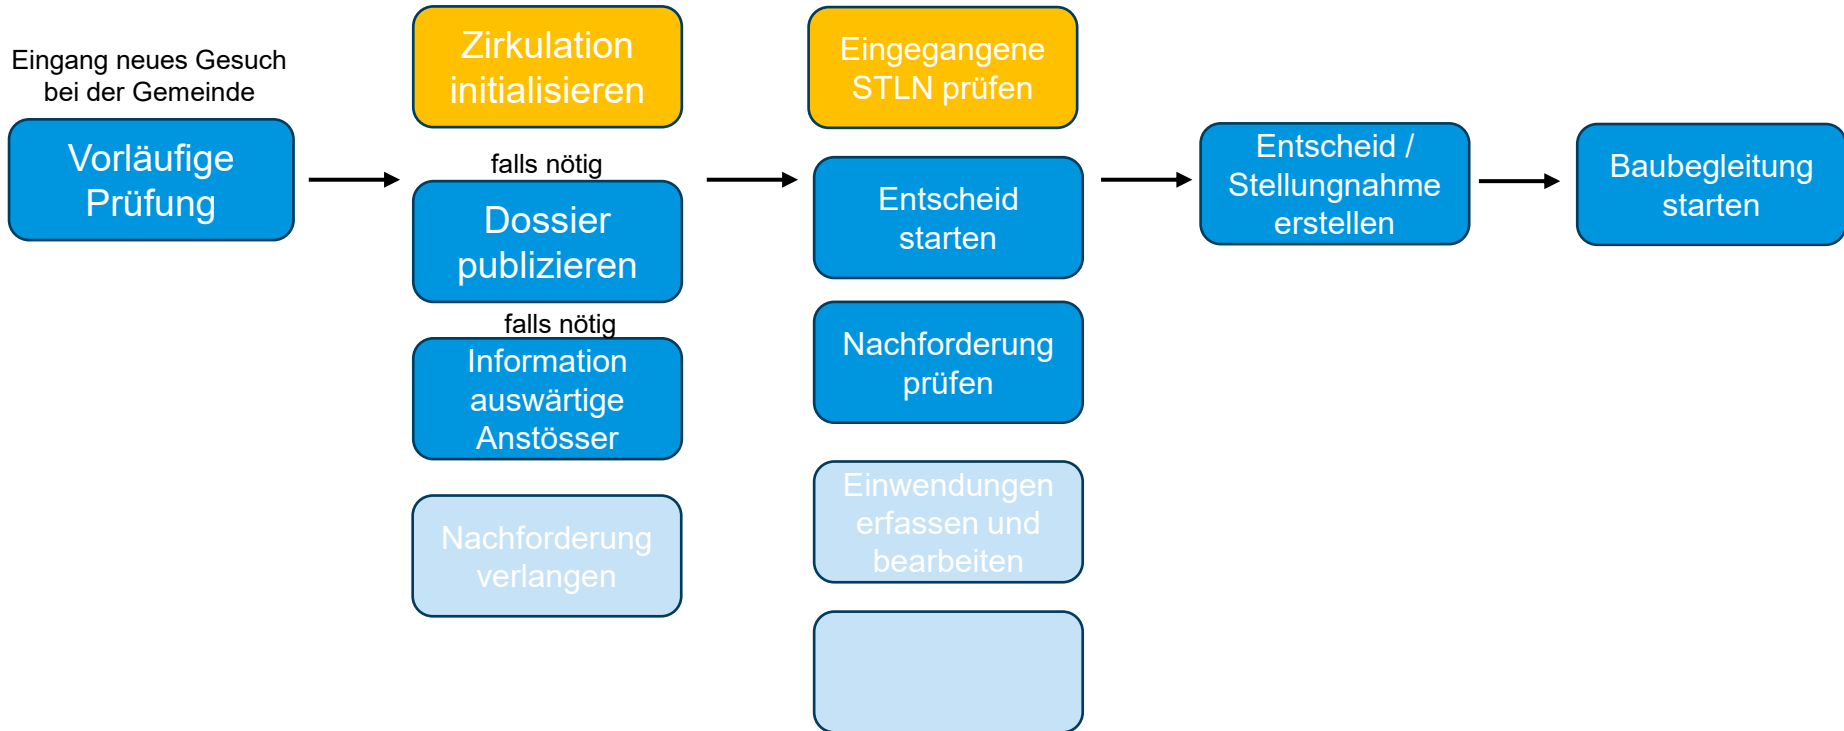 Eingang neues Gesuch
bei der Gemeinde
Vorläufige
Prüfung
Zirkulation
initialisieren
falls nötig
Dossier
publizieren
falls nötig
Information
auswärtige
Anstösser
Nachforderung
verlangen
Eingegangene
STLN prüfen
Entscheid
starten
Nachforderung
prüfen
Einwendungen
erfassen und
bearbeiten
Entscheid /
Stellungnahme
erstellen
Baubegleitung
starten